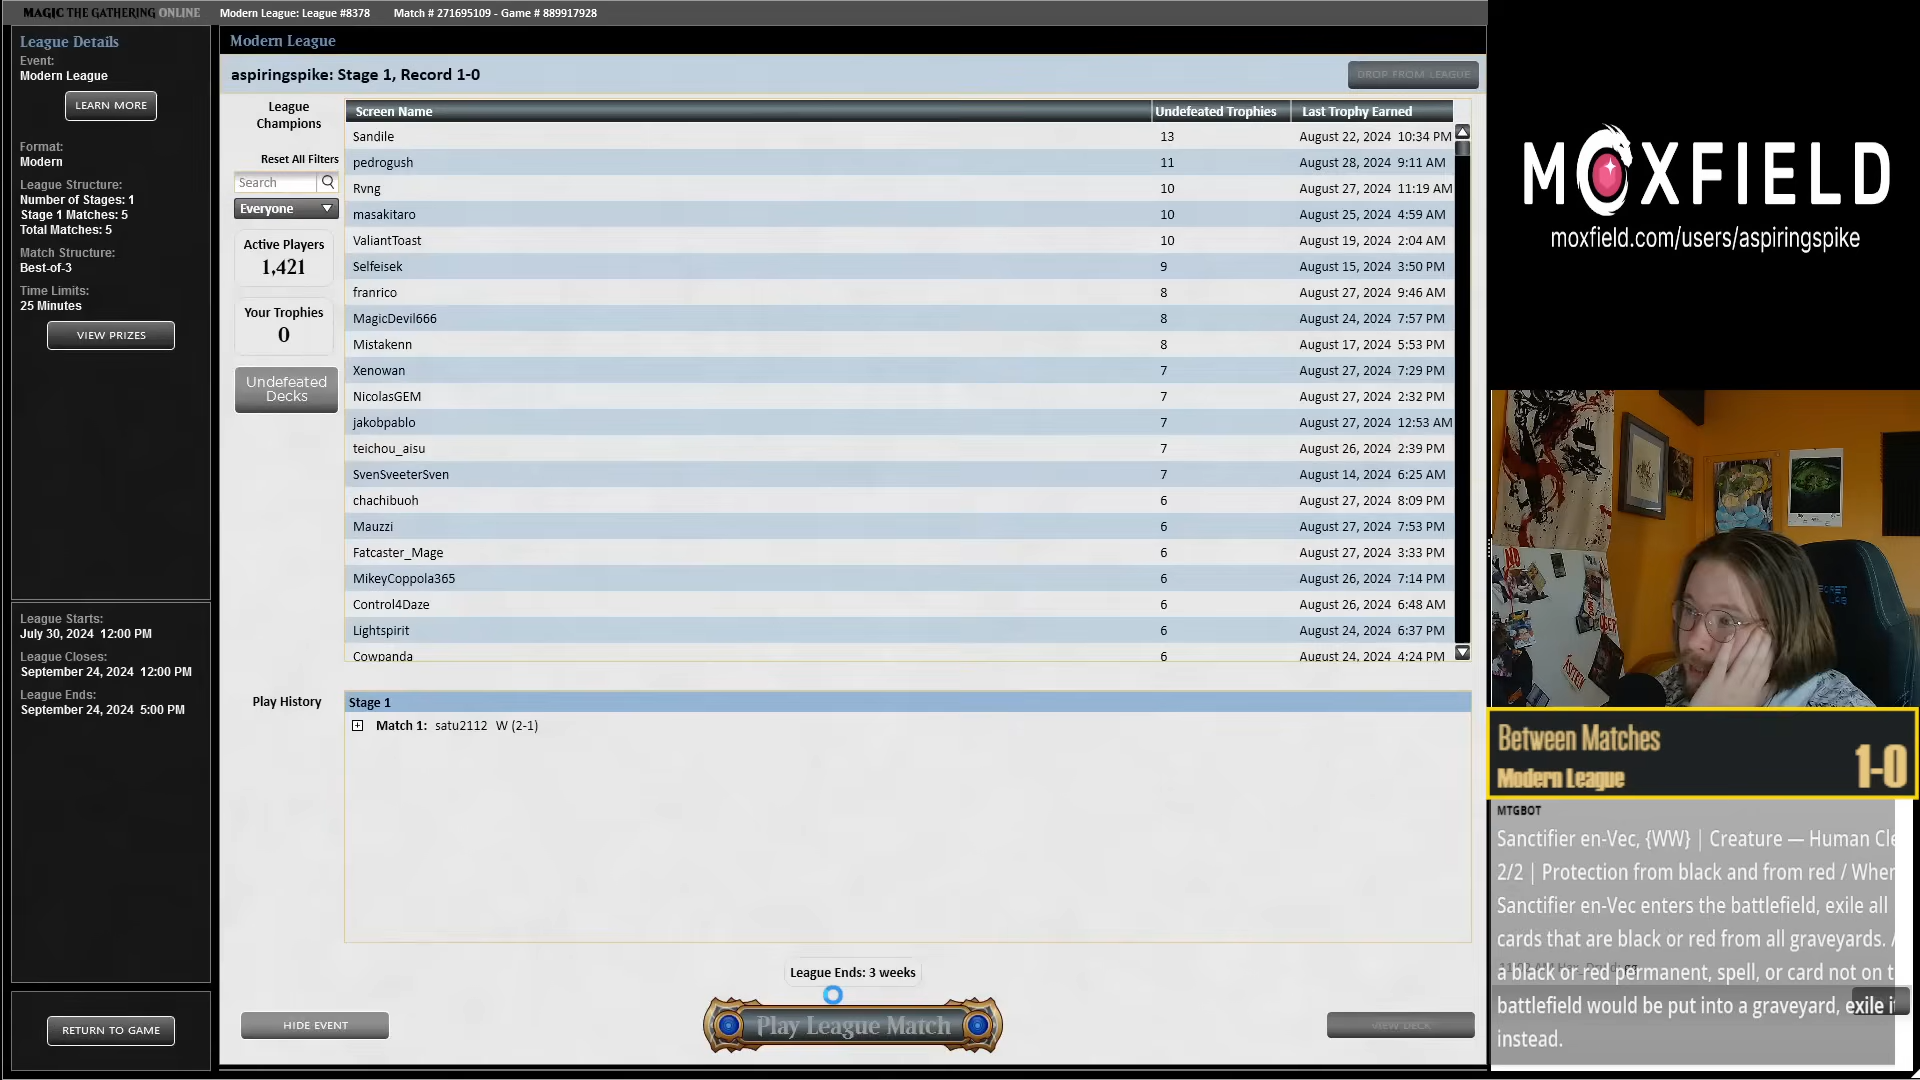 MAGIC THE GATHERING ONLINE
Modern League: League #8378
Match # 271695109 - Game # 889917928
League Details
Event:
Modern League
LEARN MORE
Format:
Modern
League Structure:
Number of Stages: 1
Stage 1 Matches: 5
Total Matches: 5
Match Structure:
Best-of-3
Time Limits:
25 Minutes
VIEW PRIZES
League Starts:
July 30, 2024 12:00 PM
League Closes:
September 24, 2024 12:00 PM
League Ends:
September 24, 2024 5:00 PM
RETURN TO GAME
Modern League
aspiringspike: Stage 1, Record 1-0
DROP FROM LEAGUE
League
Champions
Reset All Filters
Search
Everyone
Active Players
1,421
Your Trophies
0
Undefeated
Decks
Screen Name Undefeated Trophies Last Trophy Earned
Sandile 13 August 22, 2024 10:34 PM
pedrogush 11 August 28, 2024 9:11 AM
Rvng 10 August 27, 2024 11:19 AM
masakitaro 10 August 25, 2024 4:59 AM
ValiantToast 10 August 19, 2024 2:04 AM
Selfeisek 9 August 15, 2024 3:50 PM
franrico 8 August 27, 2024 9:46 AM
MagicDevil666 8 August 24, 2024 7:57 PM
Mistakenn 8 August 17, 2024 5:53 PM
Xenowan 7 August 27, 2024 7:29 PM
NicolasGEM 7 August 27, 2024 2:32 PM
jakobpablo 7 August 27, 2024 12:53 AM
teichou_aisu 7 August 26, 2024 2:39 PM
SvenSveeterSven 7 August 14, 2024 6:25 AM
chachibuoh 6 August 27, 2024 8:09 PM
Mauzzi 6 August 27, 2024 7:53 PM
Fatcaster_Mage 6 August 27, 2024 3:33 PM
MikeyCoppola365 6 August 26, 2024 7:14 PM
Control4Daze 6 August 26, 2024 6:48 AM
Lightspirit 6 August 24, 2024 6:37 PM
Cowpanda 6 August 24, 2024 4:24 PM
Play History
Stage 1
Match 1: satu2112 W (2-1)
League Ends: 3 weeks
HIDE EVENT
Play League Match
VIEW DECK
MOXFIELD
moxfield.com/users/aspiringspike
Between Matches
Modern League
1-0
MTGBOT
Sanctifier en-Vec, {WW} | Creature — Human Cle
2/2 | Protection from black and from red / When
Sanctifier en-Vec enters the battlefield, exile all
cards that are black or red from all graveyards. /
a black or red permanent, spell, or card not on t
battlefield would be put into a graveyard, exile it
instead.